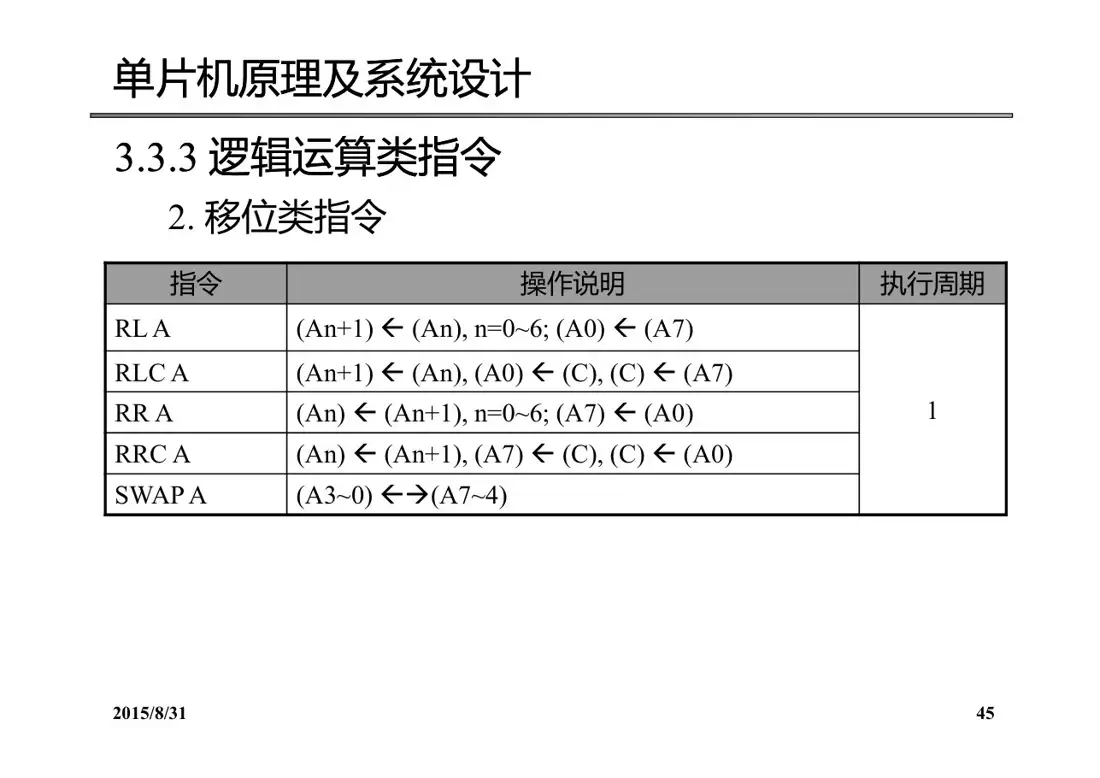 单片机原理及系统设计
3.3.3 逻辑运算类指令
2. 移位类指令
指令 操作说明 执行周期
RL A (An+1) ← (An), n=0~6; (A0) ← (A7)
RLC A (An+1) ← (An), (A0) ← (C), (C) ← (A7)
RR A (An) ← (An+1), n=0~6; (A7) ← (A0)
1
RRC A (An) ← (An+1), (A7) ← (C), (C) ← (A0)
SWAP A (A3~0) ←→(A7~4)
2015/8/31 45